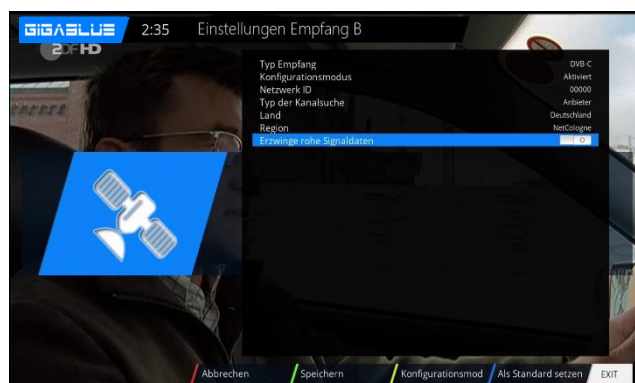 GIGABLUE 2:35 Einstellungen Empfang B
ZDF HD
Typ Empfang DVB-C
Konfigurationsmodus Aktiviert
Netzwerk ID 00000
Typ der Kanalsuche Anbieter
Land Deutschland
Region NetCologne
Erzwinge rohe Signaldaten
Abbrechen Speichern Konfigurationsmod Als Standard setzen EXIT